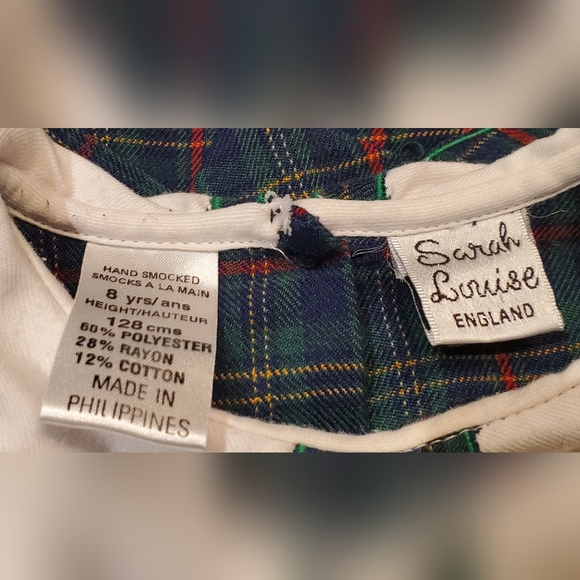 HAND SMOCKED
SMOCKS A LA MAIN
8 yrs/ans
HEIGHT/HAUTEUR
128 cms
60% POLYESTER
28% RAYON
12% COTTON
MADE IN
PHILIPPINES
Sarah
Louise
ENGLAND